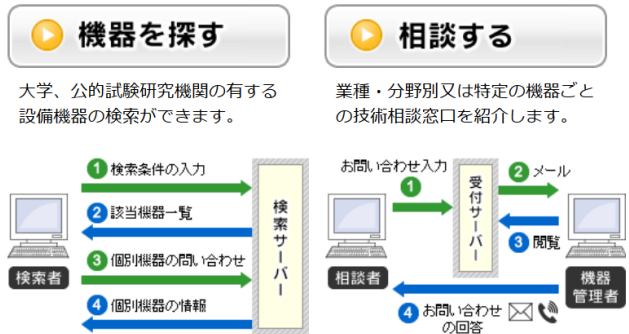 機器を探す
大学、公的試験研究機関の有する
設備機器の検索ができます。
1 検索条件の入力
2 該当機器一覧
3 個別機器の問い合わせ
4 個別機器の情報
検索者
検索サーバー
相談する
業種・分野別又は特定の機器ごと
の技術相談窓口を紹介します。
お問い合わせ入力
1
受付サーバー
2 メール
3 閲覧
相談者
機器
管理者
4 お問い合わせ
の回答